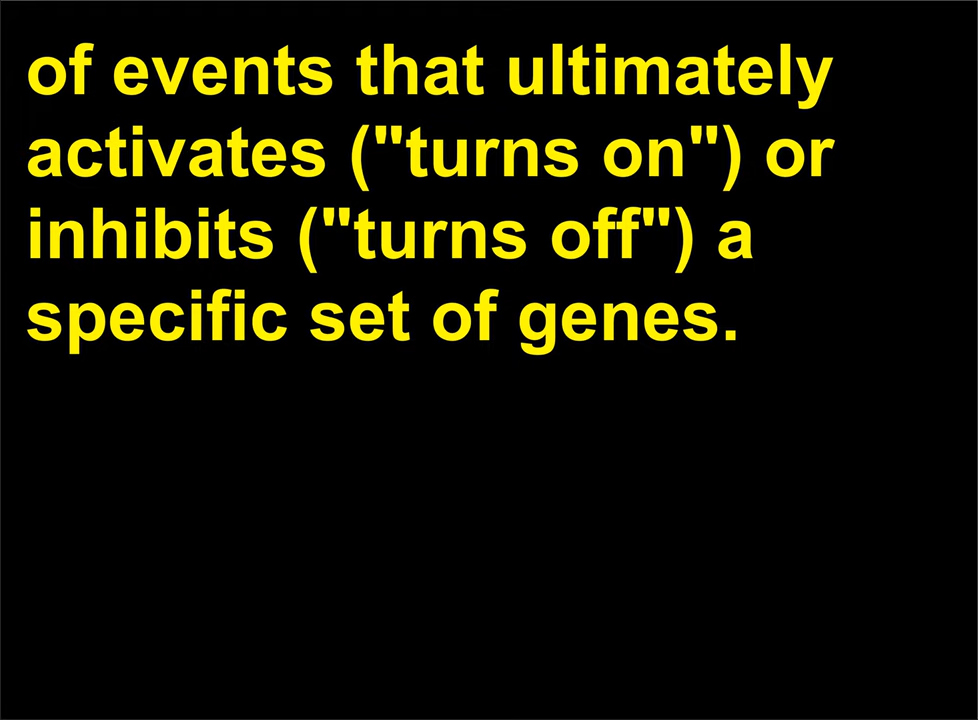 of events that ultimately
activates ("turns on") or
inhibits ("turns off") a
specific set of genes.